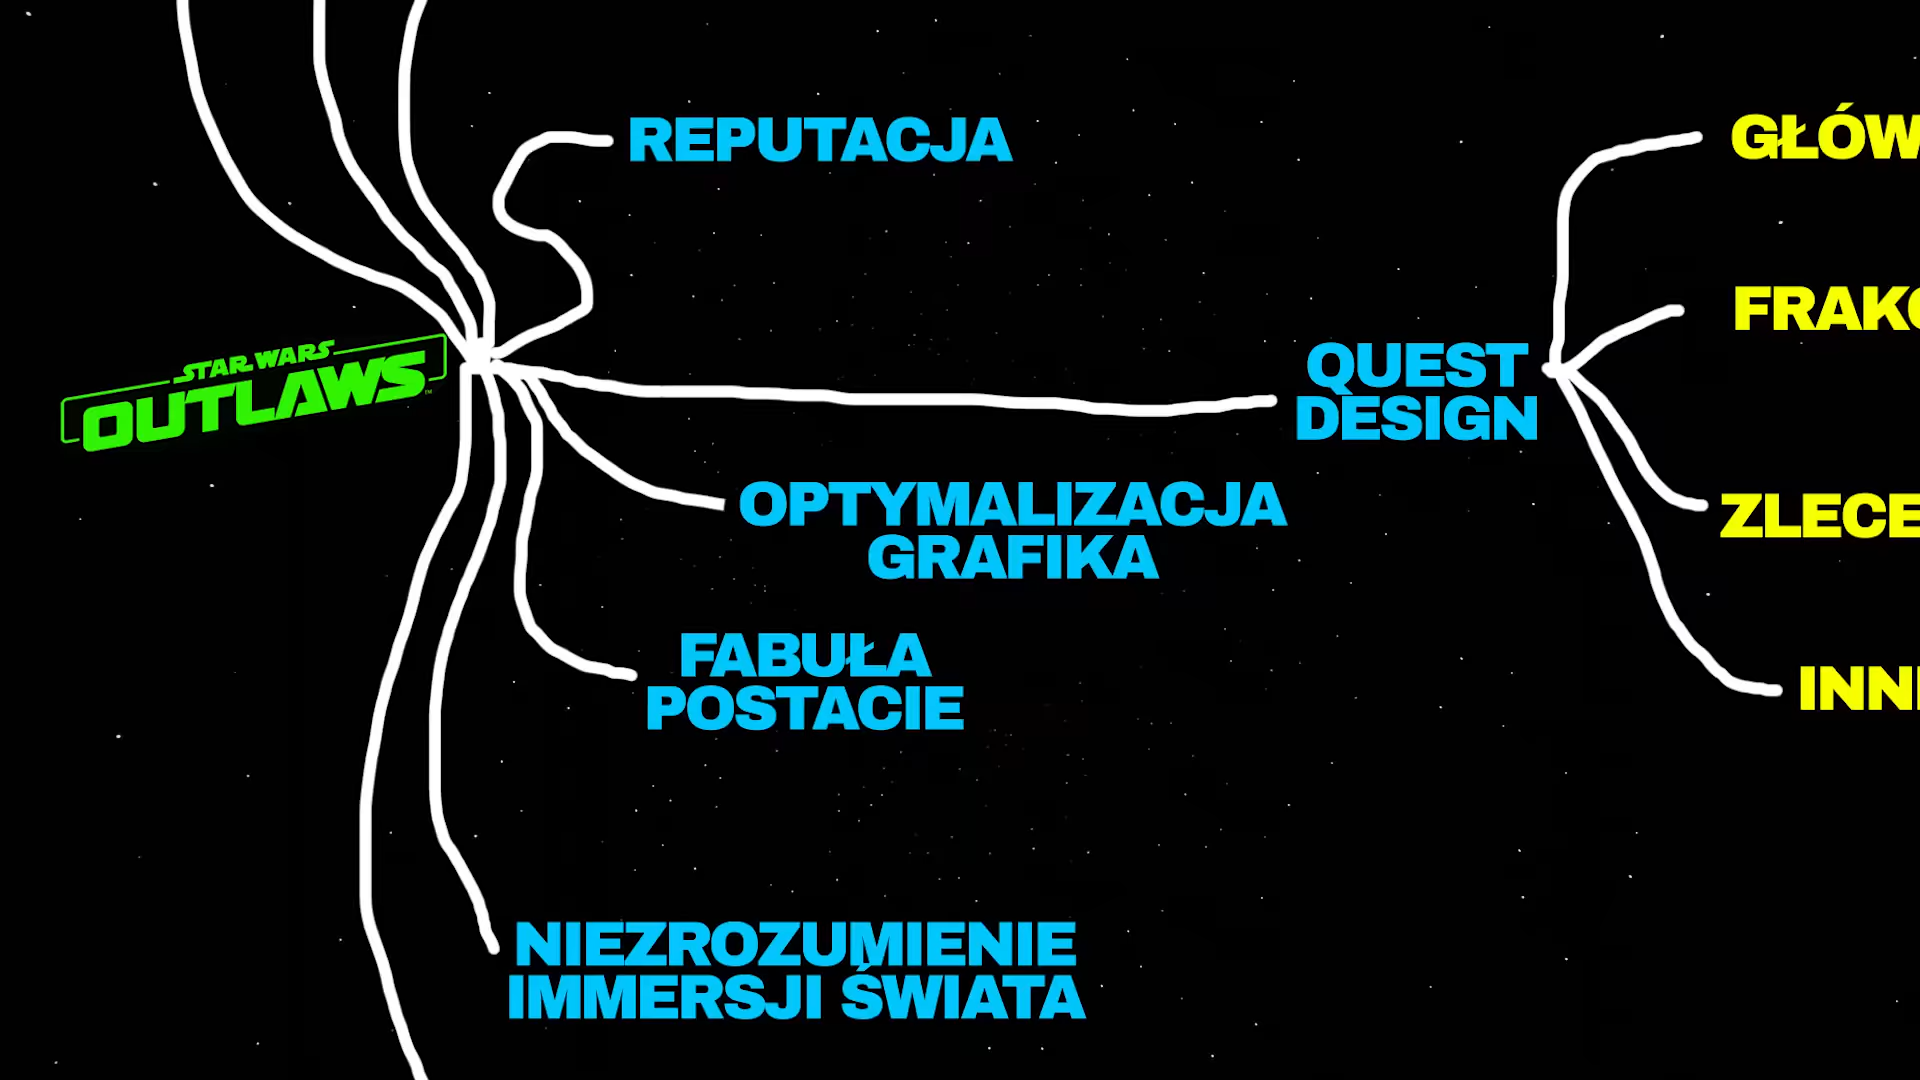 STAR WARS
OUTLAWS
REPUTACJA
QUEST
DESIGN
OPTYMALIZACJA
GRAFIKA
FABUŁA
POSTACIE
NIEZROZUMIENIE
IMMERSJI ŚWIATA